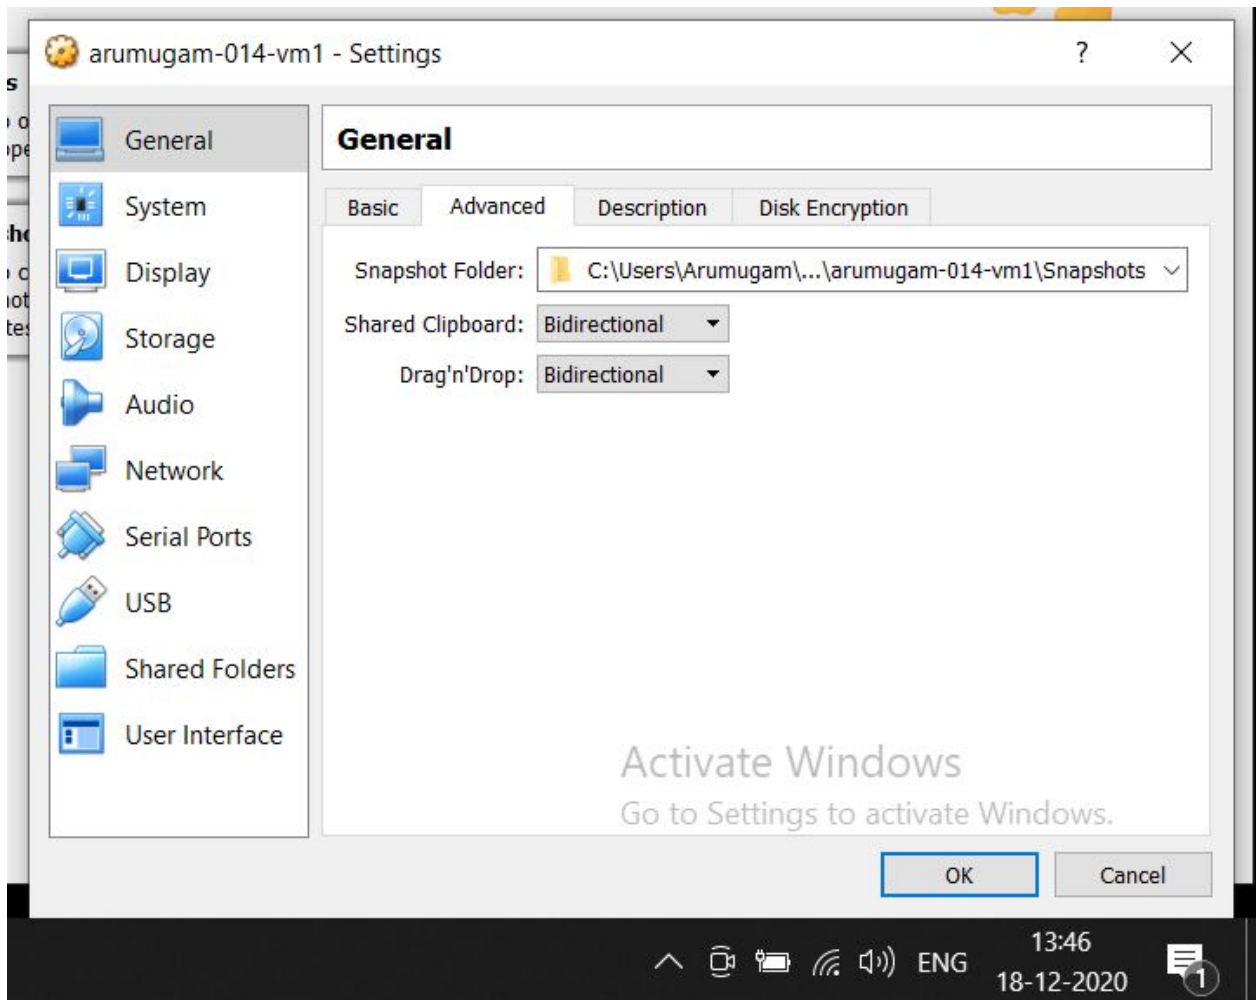 arumugam-014-vm1 - Settings
?
General
System
Display
Storage
Audio
Network
Serial Ports
USB
Shared Folders
User Interface
General
Basic Advanced Description Disk Encryption
Snapshot Folder: C:\Users\Arumugam\...\arumugam-014-vm1\Snapshots
Shared Clipboard: Bidirectional
Drag'n'Drop: Bidirectional
Activate Windows
Go to Settings to activate Windows.
OK Cancel
ENG
13:46
18-12-2020
1